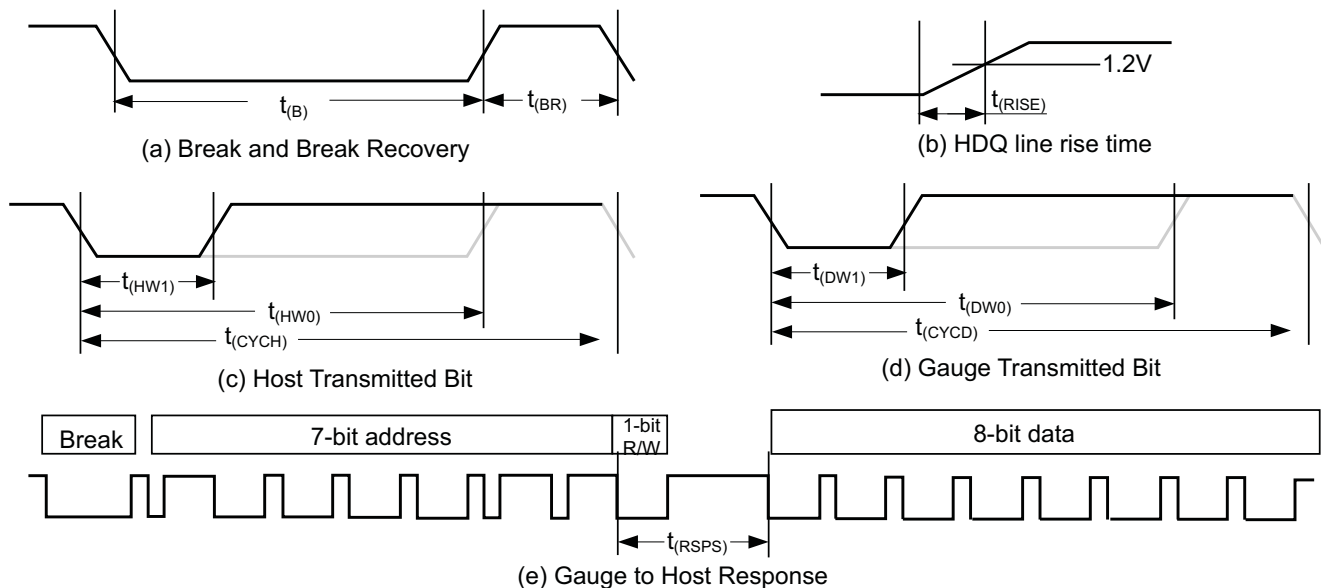 t(B)
t(BR)
(a) Break and Break Recovery
1.2V
t(RISE)
(b) HDQ line rise time
t(HW1)
t(HW0)
t(CYCH)
(c) Host Transmitted Bit
t(DW1)
t(DW0)
t(CYCD)
(d) Gauge Transmitted Bit
Break
7-bit address
1-bit
R/W
8-bit data
t(RSPS)
(e) Gauge to Host Response